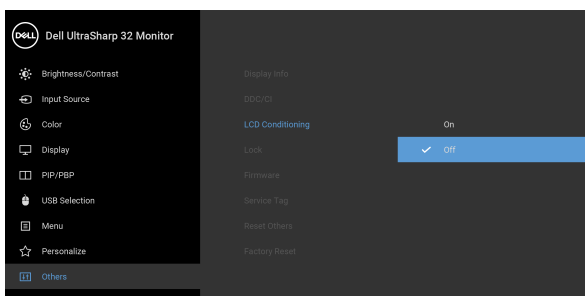 DELL
Dell UltraSharp 32 Monitor
Brightness/Contrast
Input Source
Color
Display
PIP/PBP
USB Selection
Menu
Personalize
Others
Display Info
DDC/CI
LCD Conditioning
Lock
Firmware
Service Tag
Reset Others
Factory Reset
On
Off